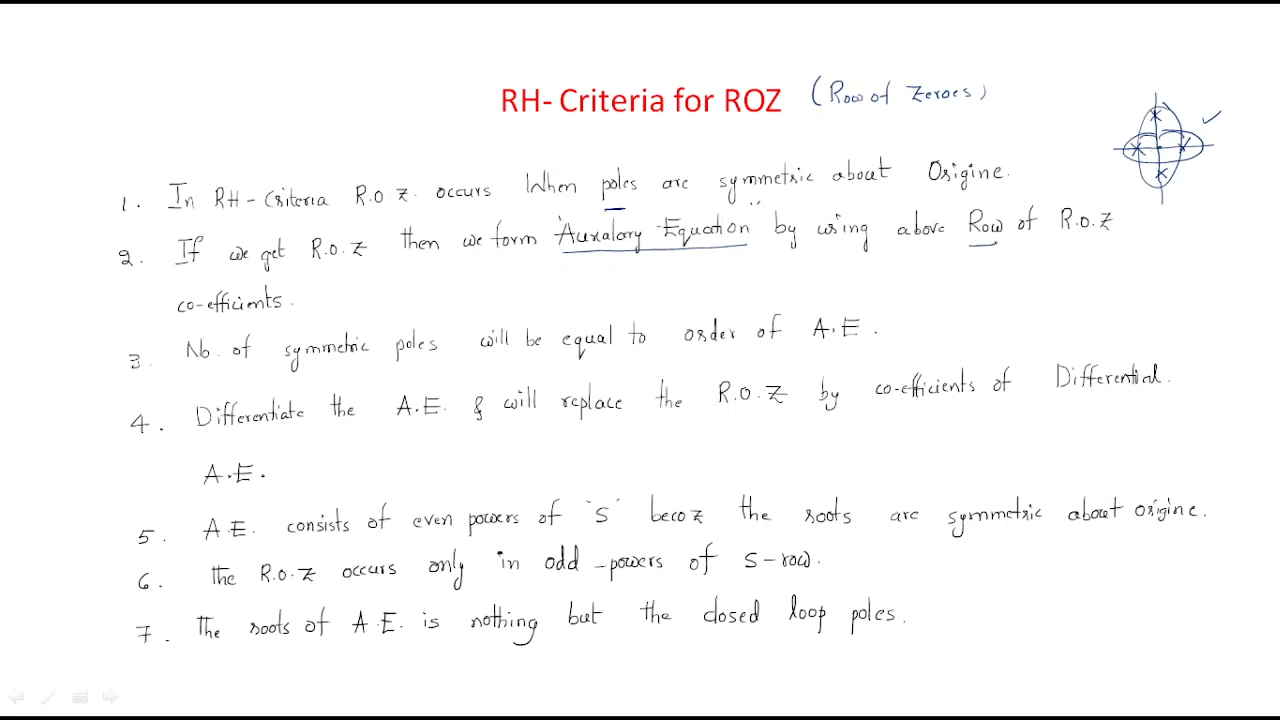 RH- Criteria for ROZ (Row of Zeroes)
1. In RH-Criteria R.O.Z. occurs When poles are symmetric about Origine.
2. If we get R.O.Z then we form "Auxalary Equation" by using above Row of R.O.Z
co-efficients.
3. No. of symmetric poles will be equal to order of A.E.
4. Differentiate the A.E. & will replace the R.O.Z by co-efficients of Differential.
A.E.
5. A.E. consists of even powers of "S" becoz the roots are symmetric about origine.
6. the R.O.Z occurs only in odd-powers of S-row.
7. The roots of A.E. is nothing but the closed loop poles.